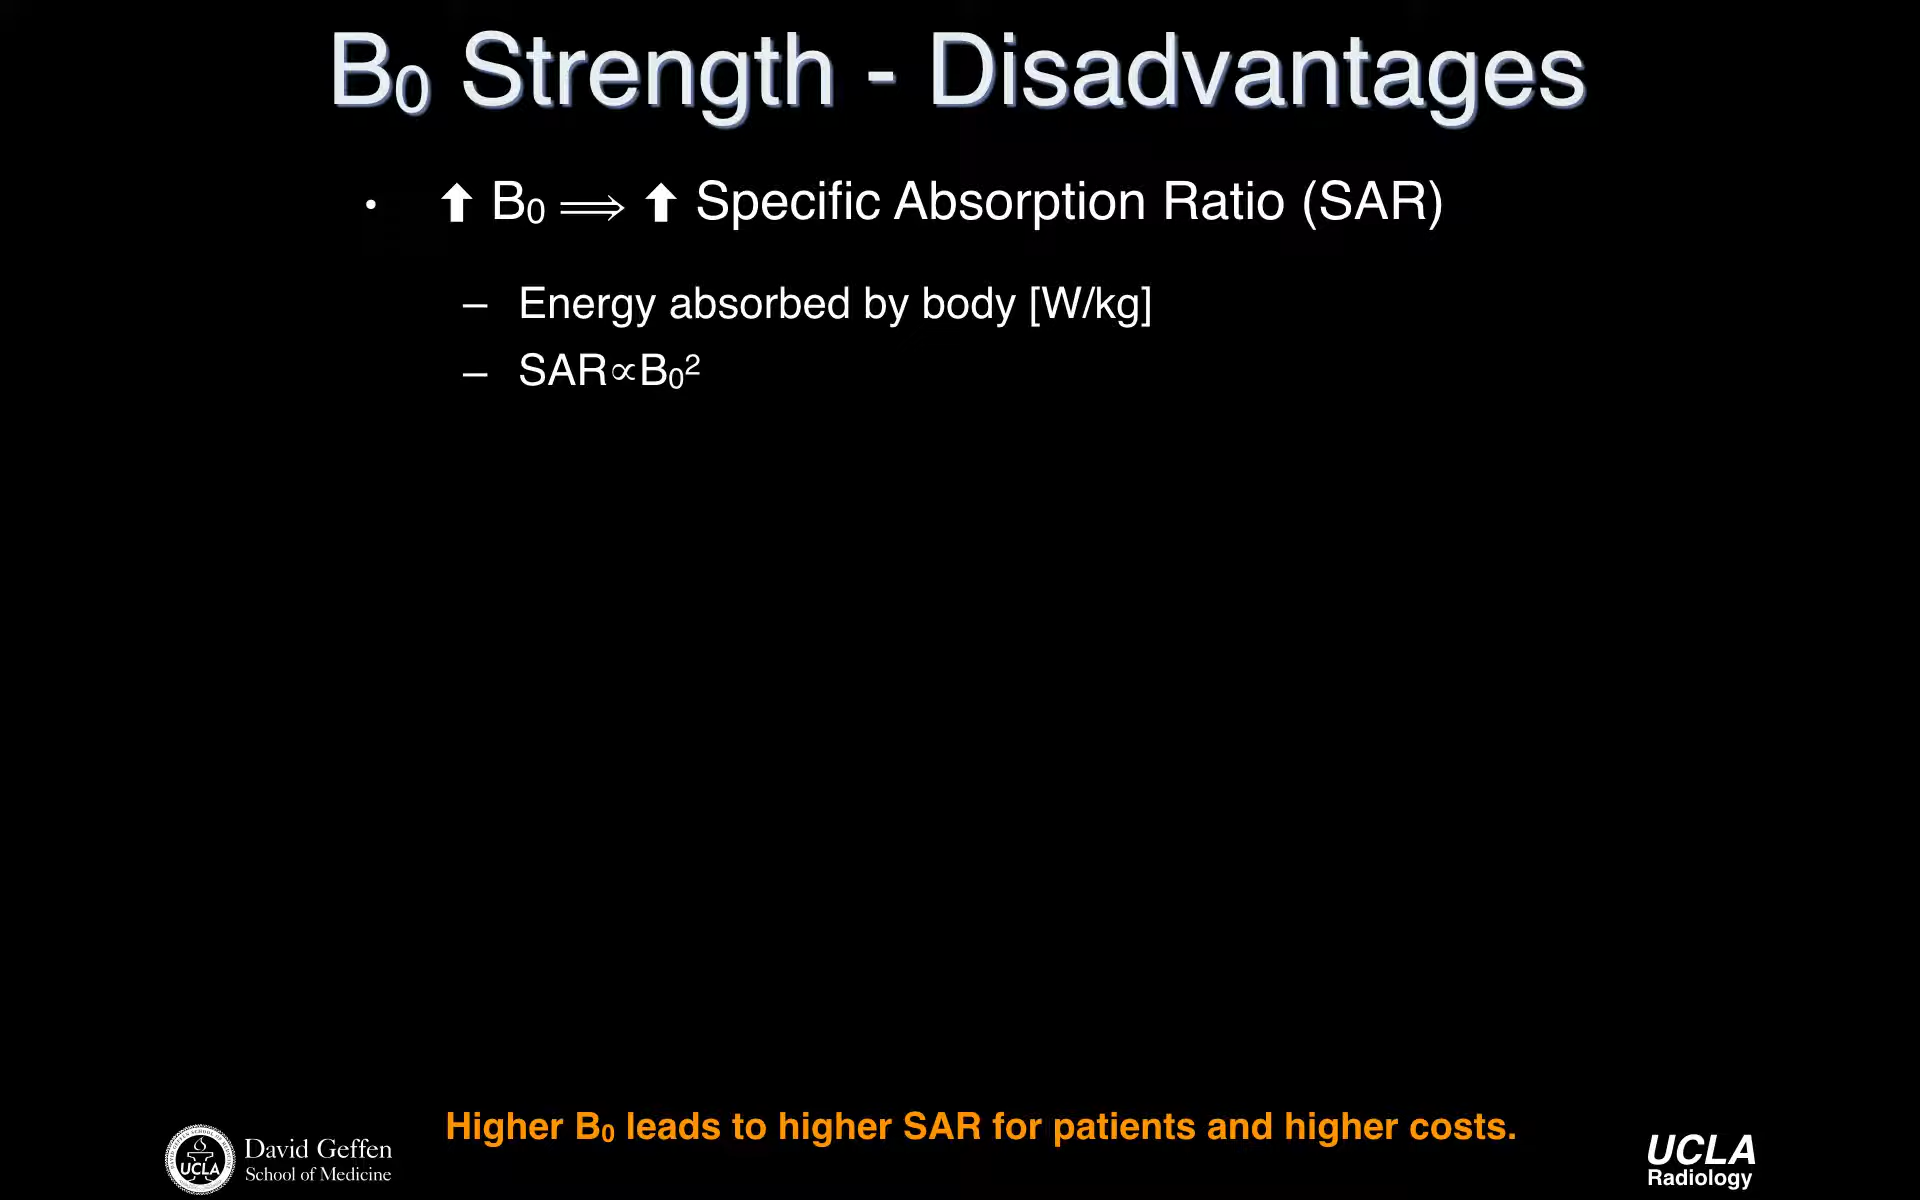 B₀ Strength - Disadvantages
• ⬆ B₀ ⟹ ⬆ Specific Absorption Ratio (SAR)
– Energy absorbed by body [W/kg]
– SAR∝B₀²
Higher B₀ leads to higher SAR for patients and higher costs.
UCLA
David Geffen
School of Medicine
UCLA
Radiology